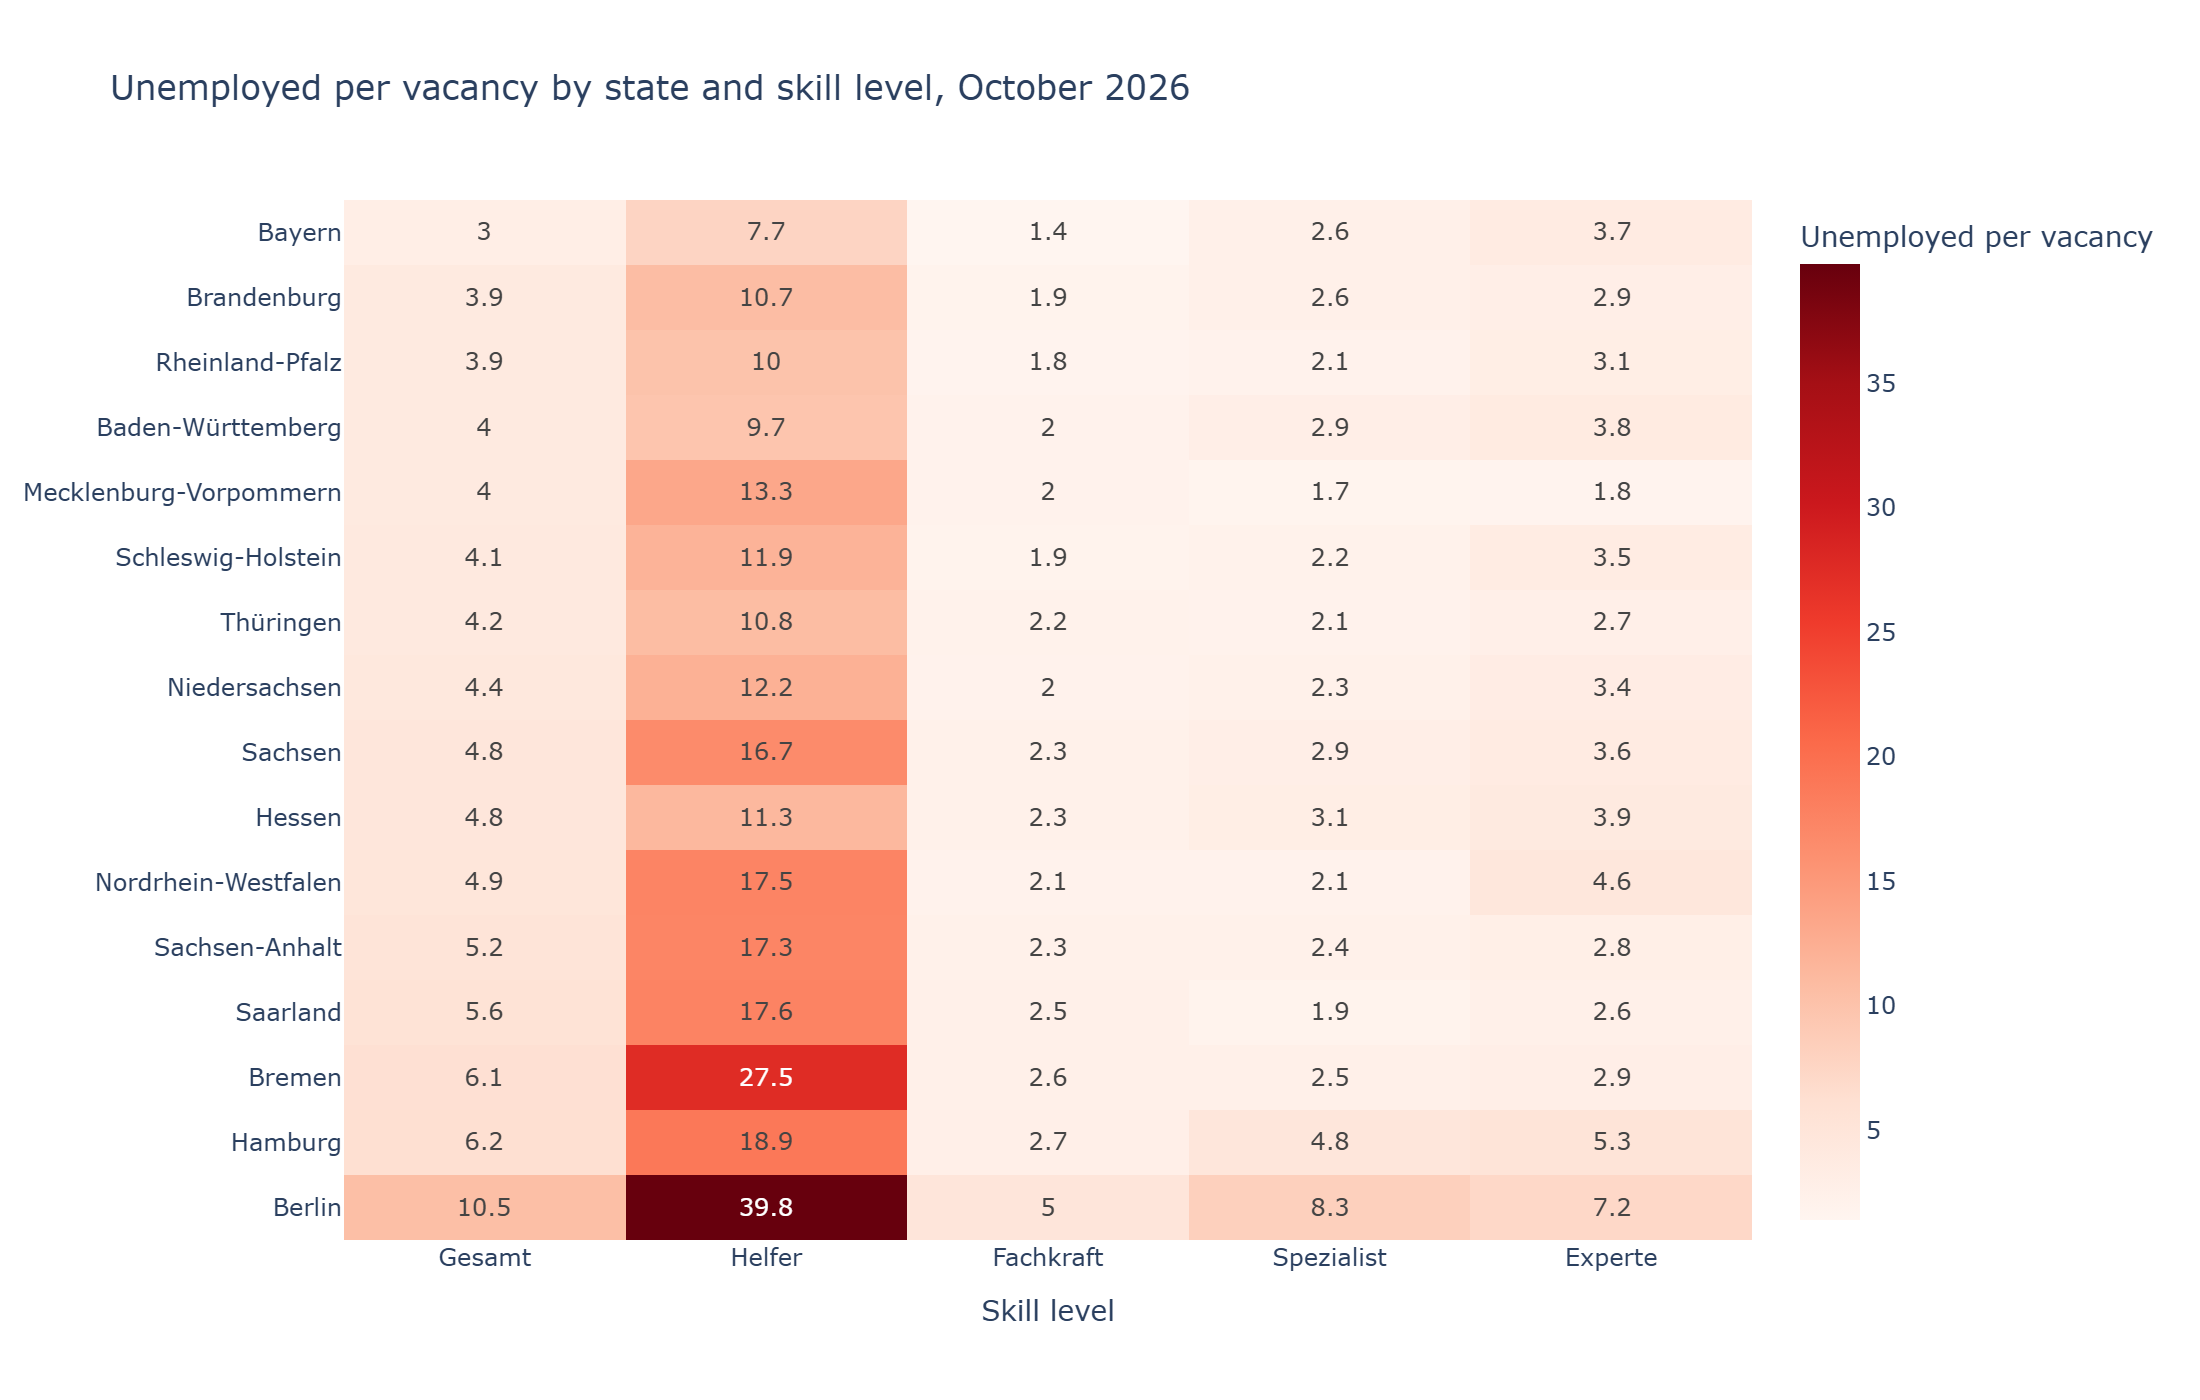 Unemployed per vacancy by state and skill level, October 2026
Unemployed per vacancy
Bayern 3 7.7 1.4 2.6 3.7
Brandenburg 3.9 10.7 1.9 2.6 2.9
Rheinland-Pfalz 3.9 10 1.8 2.1 3.1
Baden-Württemberg 4 9.7 2 2.9 3.8
Mecklenburg-Vorpommern 4 13.3 2 1.7 1.8
Schleswig-Holstein 4.1 11.9 1.9 2.2 3.5
Thüringen 4.2 10.8 2.2 2.1 2.7
Niedersachsen 4.4 12.2 2 2.3 3.4
Sachsen 4.8 16.7 2.3 2.9 3.6
Hessen 4.8 11.3 2.3 3.1 3.9
Nordrhein-Westfalen 4.9 17.5 2.1 2.1 4.6
Sachsen-Anhalt 5.2 17.3 2.3 2.4 2.8
Saarland 5.6 17.6 2.5 1.9 2.6
Bremen 6.1 27.5 2.6 2.5 2.9
Hamburg 6.2 18.9 2.7 4.8 5.3
Berlin 10.5 39.8 5 8.3 7.2
Gesamt Helfer Fachkraft Spezialist Experte
Skill level
35
30
25
20
15
10
5